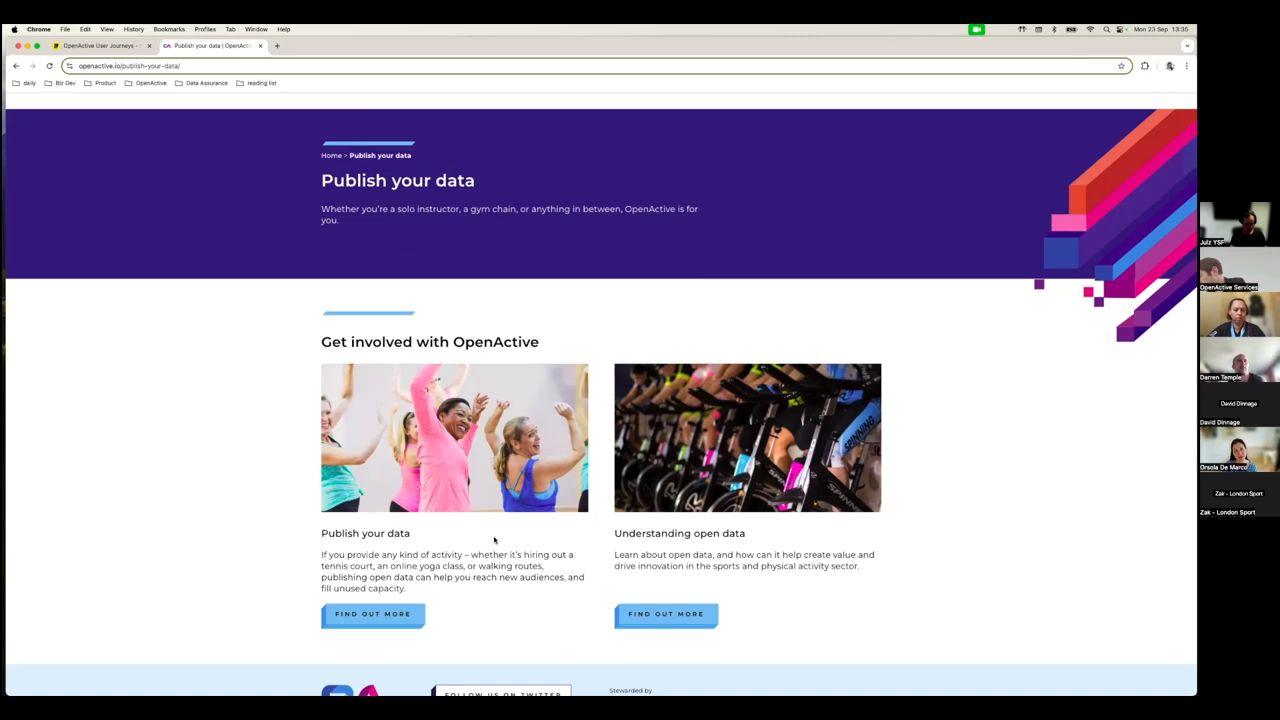 Chrome File Edit View History Bookmarks Profiles Tab Window Help
Mon 23 Sep 13:35
OpenActive User Journeys -
Publish your data | OpenActi
openactive.io/publish-your-data/
daily Biz Dev Product OpenActive Data Assurance reading list
Home > Publish your data
Publish your data
Whether you're a solo instructor, a gym chain, or anything in between, OpenActive is for
you.
Get involved with OpenActive
SPINNING
Publish your data
If you provide any kind of activity – whether it's hiring out a
tennis court, an online yoga class, or walking routes,
publishing open data can help you reach new audiences, and
fill unused capacity.
FIND OUT MORE
Understanding open data
Learn about open data, and how can it help create value and
drive innovation in the sports and physical activity sector.
FIND OUT MORE
FOLLOW US ON TWITTER
Stewarded by
Julz YSF
OpenActive Services
Darren Temple
David Dinnage
David Dinnage
Orsola De Marco
Zak - London Sport
Zak - London Sport